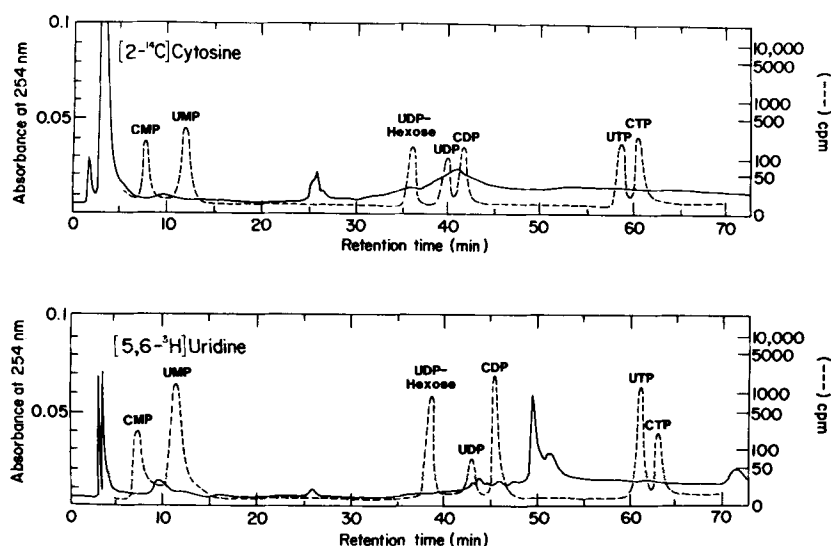 0.1
[2-¹⁴C]Cytosine
10,000
5000
0.05
CMP
UMP
UDP-
Hexose
UDP
CDP
UTP
CTP
1000
500
100
50
0
0
10
20
30
40
50
60
70
Absorbance at 254 nm
(---) cpm
Retention time (min)
0.1
[5,6-³H]Uridine
10,000
5000
0.05
CMP
UMP
UDP-
Hexose
UDP
CDP
UTP
CTP
1000
500
100
50
0
0
10
20
30
40
50
60
70
Absorbance at 254 nm
(---) cpm
Retention time (min)